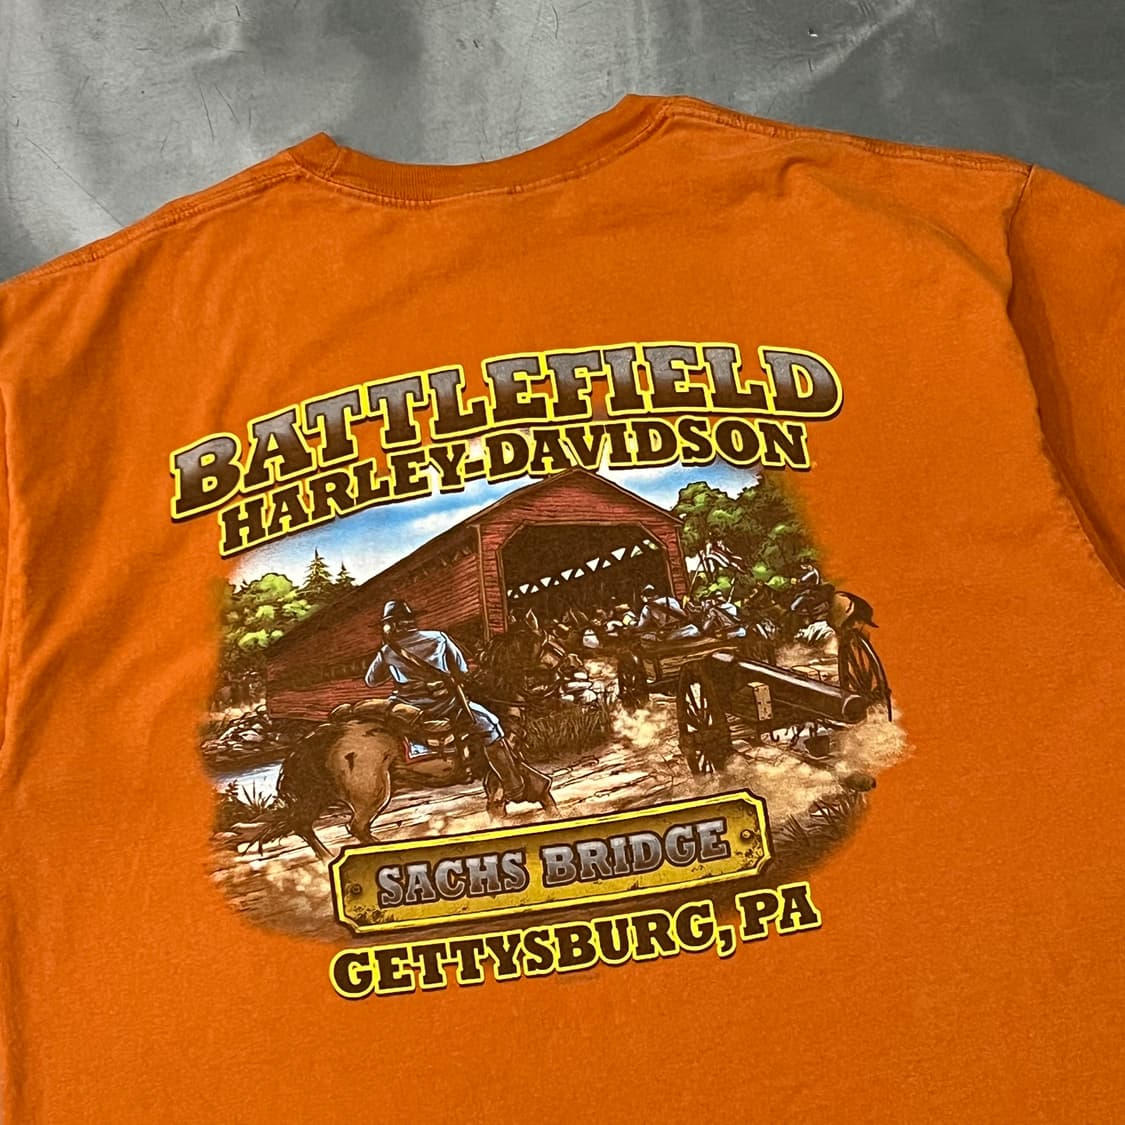 BATTLEFIELD
HARLEY-DAVIDSON
SACHS BRIDGE
GETTYSBURG, PA